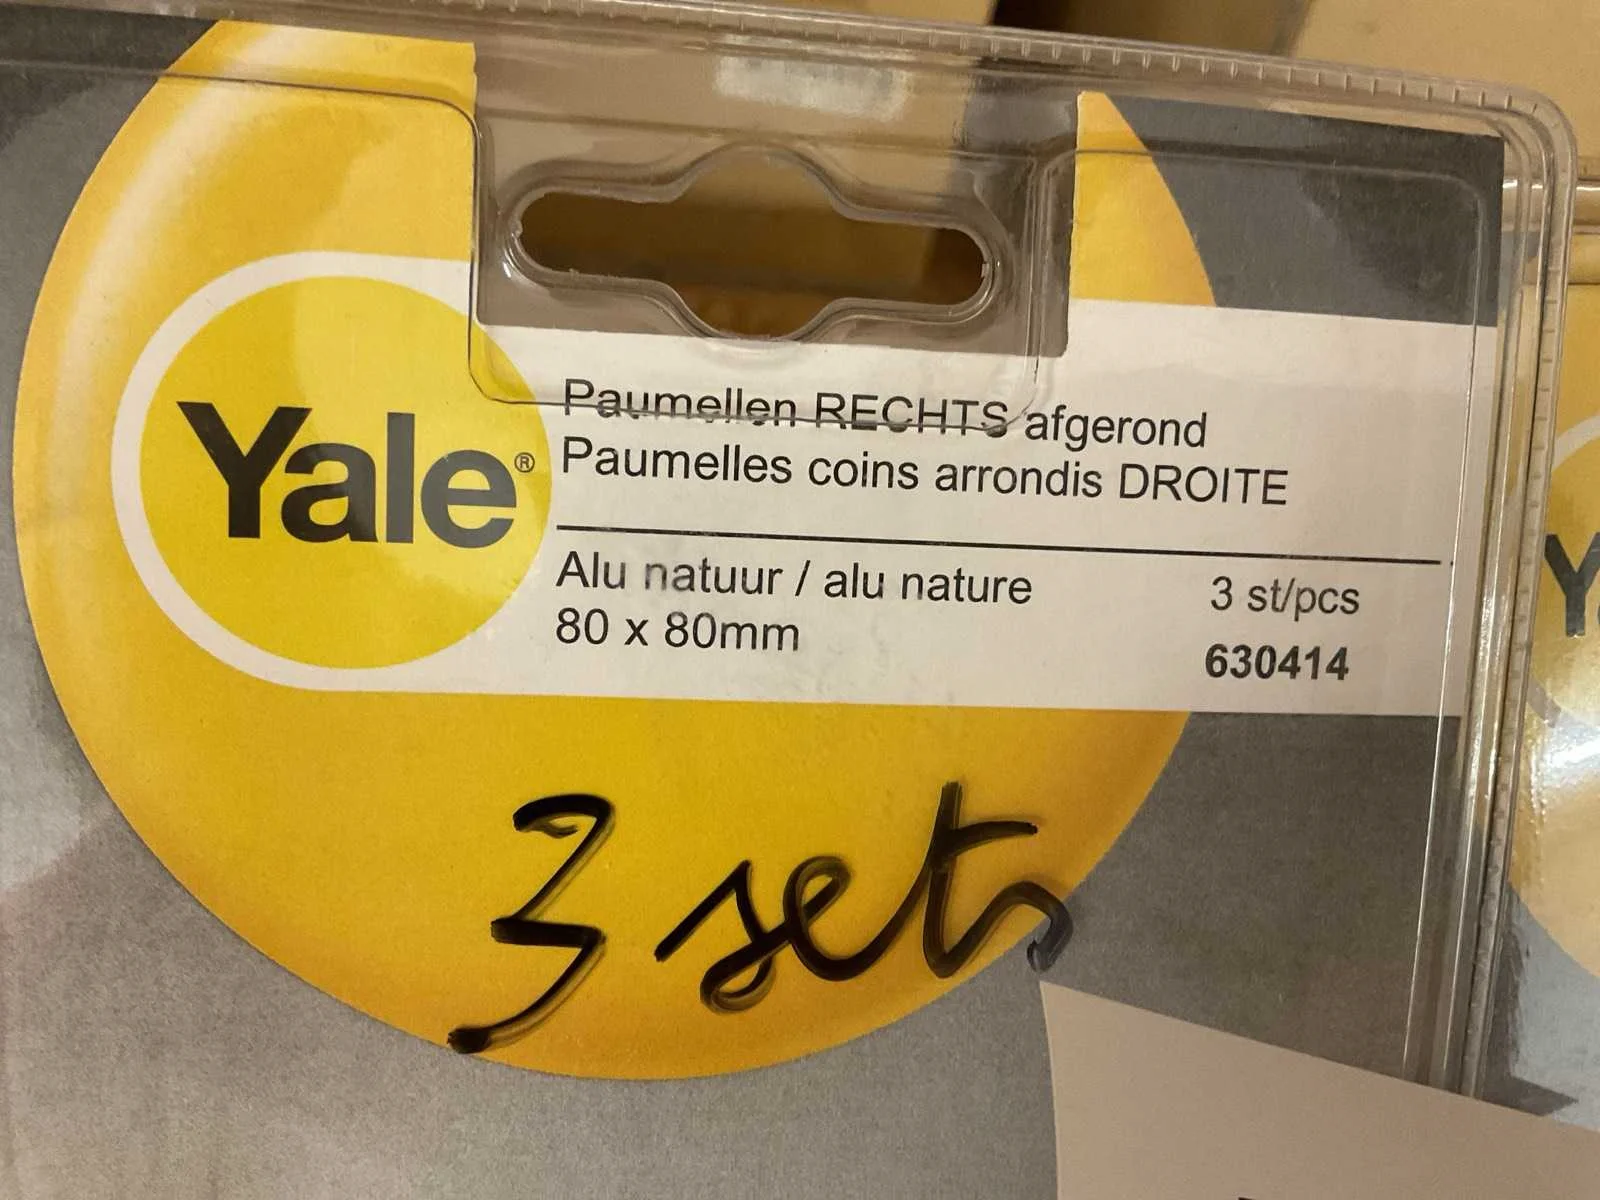 Yale®
Paumellen RECHTS afgerond
Paumelles coins arrondis DROITE
Alu natuur / alu nature
3 st/pcs
80 x 80mm
630414
3 sets